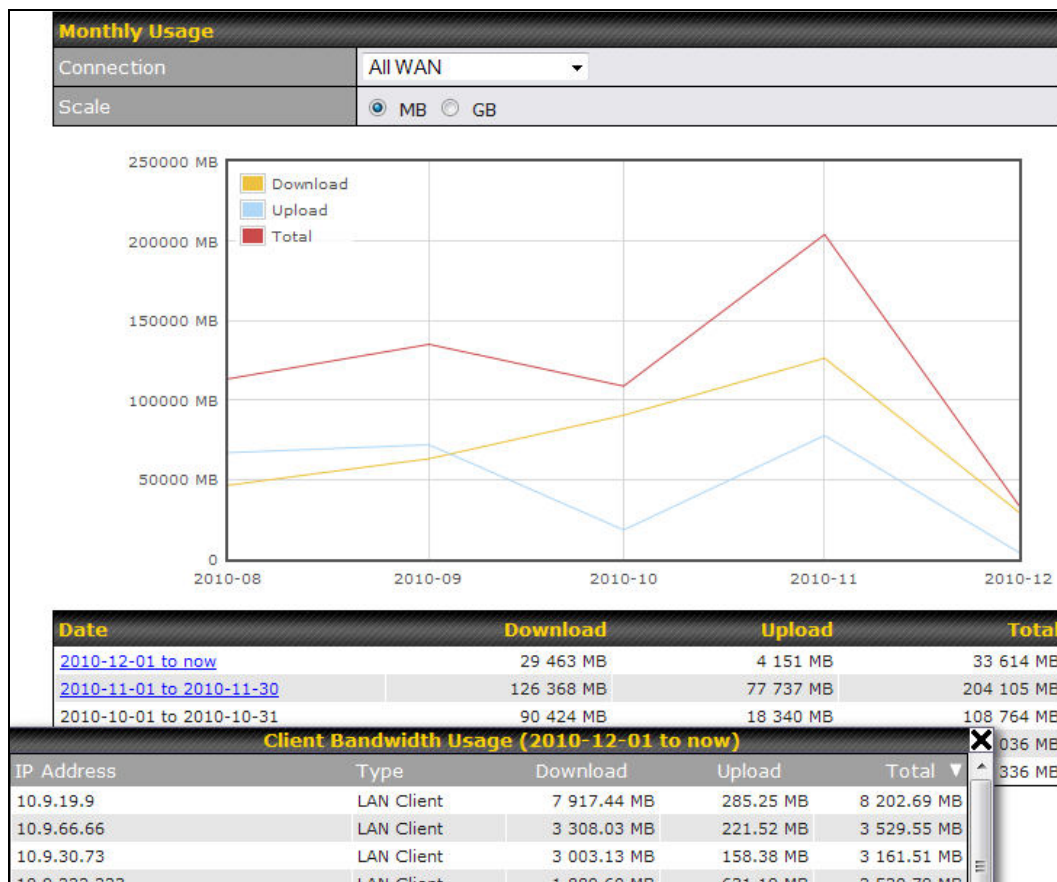 Monthly Usage
Connection All WAN
Scale MB GB
250000 MB
Download
Upload
200000 MB
Total
150000 MB
100000 MB
50000 MB
0
2010-08 2010-09 2010-10 2010-11 2010-12
Date Download Upload Total
2010-12-01 to now 29 463 MB 4 151 MB 33 614 MB
2010-11-01 to 2010-11-30 126 368 MB 77 737 MB 204 105 MB
2010-10-01 to 2010-10-31 90 424 MB 18 340 MB 108 764 MB
Client Bandwidth Usage (2010-12-01 to now) 036 MB
IP Address Type Download Upload Total ▼ 336 MB
10.9.19.9 LAN Client 7 917.44 MB 285.25 MB 8 202.69 MB
10.9.66.66 LAN Client 3 308.03 MB 221.52 MB 3 529.55 MB
10.9.30.73 LAN Client 3 003.13 MB 158.38 MB 3 161.51 MB